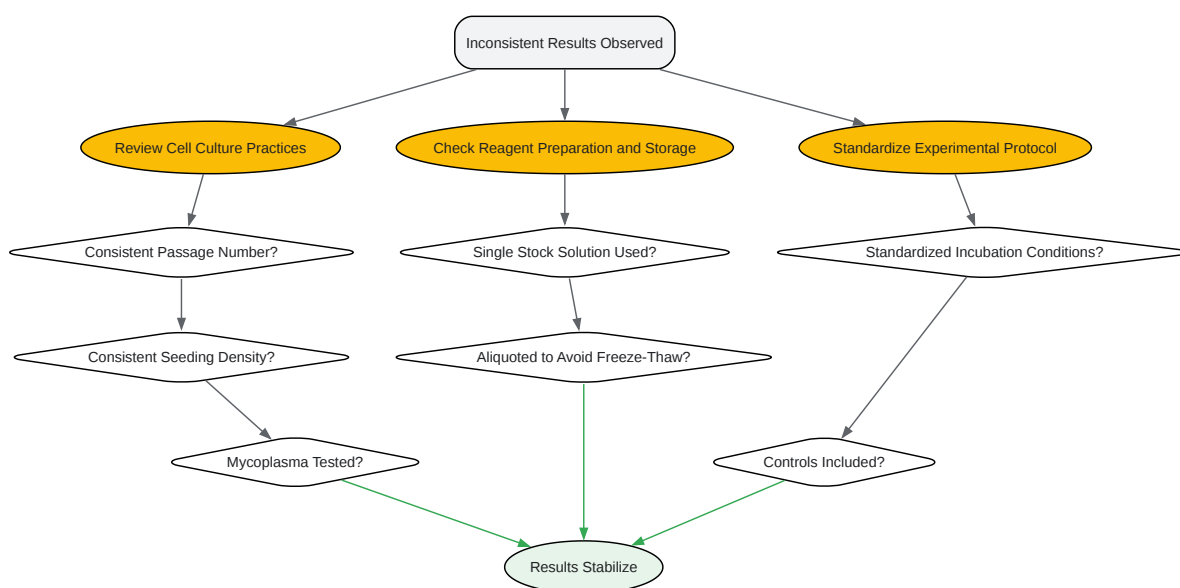 Inconsistent Results Observed
Review Cell Culture Practices
Check Reagent Preparation and Storage
Standardize Experimental Protocol
Consistent Passage Number?
Single Stock Solution Used?
Standardized Incubation Conditions?
Consistent Seeding Density?
Aliquoted to Avoid Freeze-Thaw?
Mycoplasma Tested?
Controls Included?
Results Stabilize